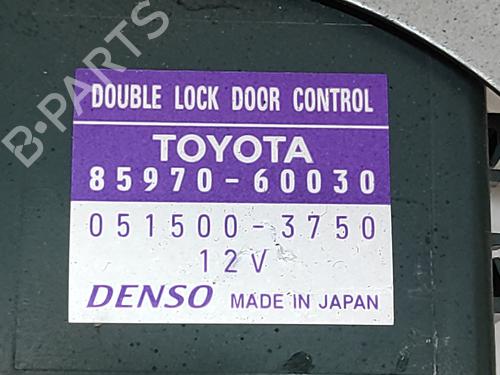 B-PARTS
DOUBLE LOCK DOOR CONTROL
TOYOTA
85970-60030
051500-3750
12V
DENSO MADE IN JAPAN